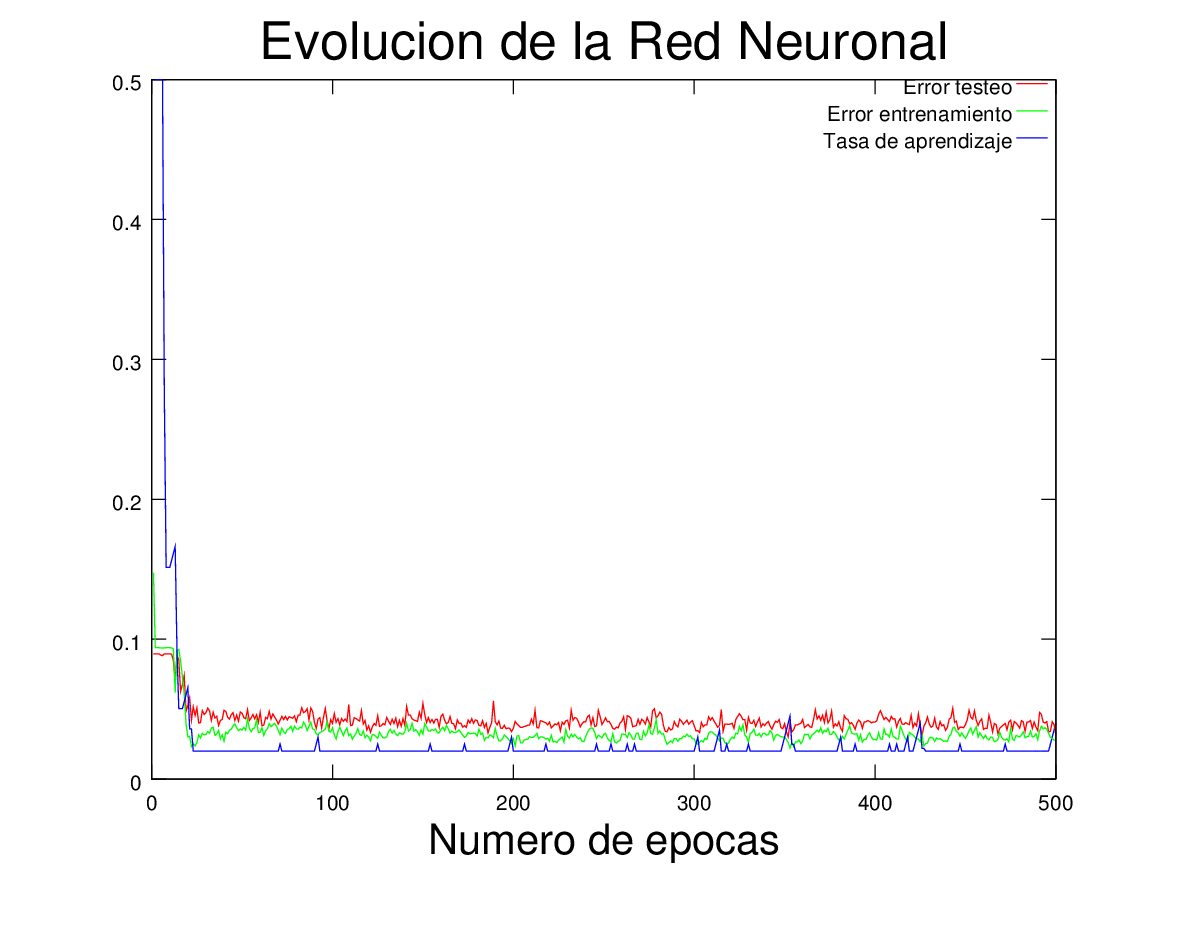 Evolucion de la Red Neuronal
0.5
0.4
0.3
0.2
0.1
0
Error testeo
Error entrenamiento
Tasa de aprendizaje
0 100 200 300 400 500
Numero de epocas